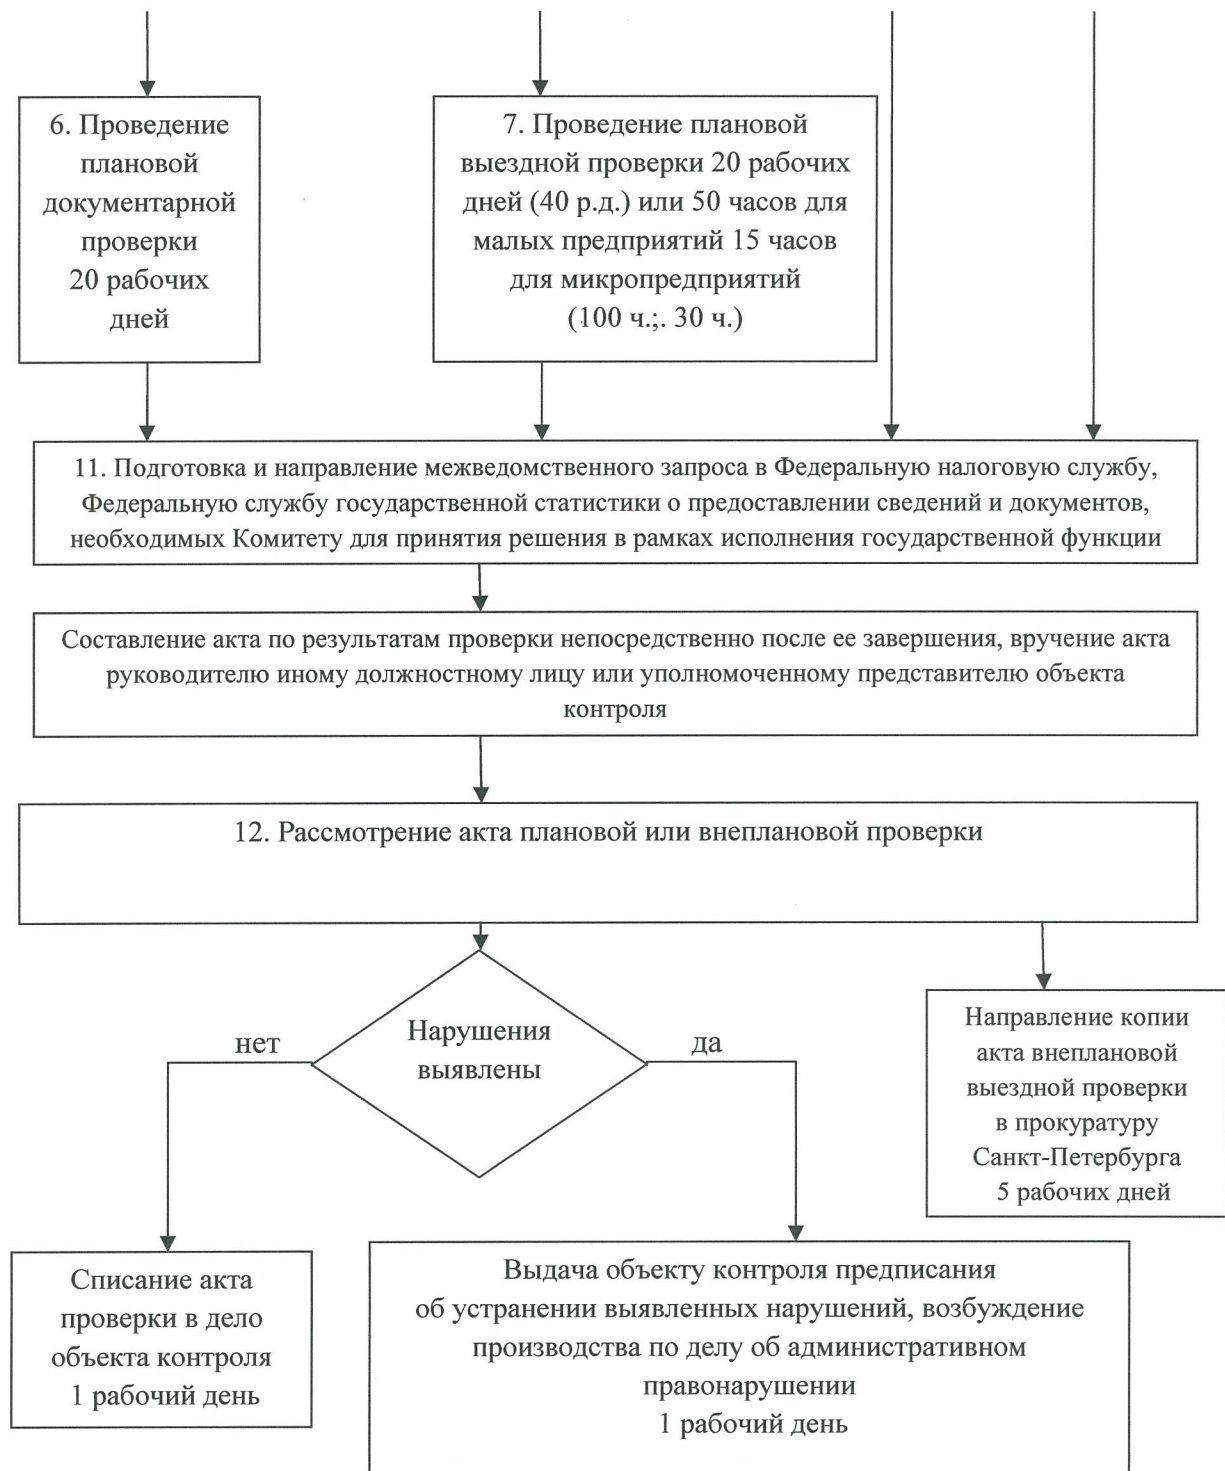 6. Проведение
плановой
документарной
проверки
20 рабочих
дней
7. Проведение плановой
выездной проверки 20 рабочих
дней (40 р.д.) или 50 часов для
малых предприятий 15 часов
для микропредприятий
(100 ч.;. 30 ч.)
11. Подготовка и направление межведомственного запроса в Федеральную налоговую службу,
Федеральную службу государственной статистики о предоставлении сведений и документов,
необходимых Комитету для принятия решения в рамках исполнения государственной функции
Составление акта по результатам проверки непосредственно после ее завершения, вручение акта
руководителю иному должностному лицу или уполномоченному представителю объекта
контроля
12. Рассмотрение акта плановой или внеплановой проверки
Нарушения
выявлены
нет
да
Направление копии
акта внеплановой
выездной проверки
в прокуратуру
Санкт-Петербурга
5 рабочих дней
Списание акта
проверки в дело
объекта контроля
1 рабочий день
Выдача объекту контроля предписания
об устранении выявленных нарушений, возбуждение
производства по делу об административном
правонарушении
1 рабочий день